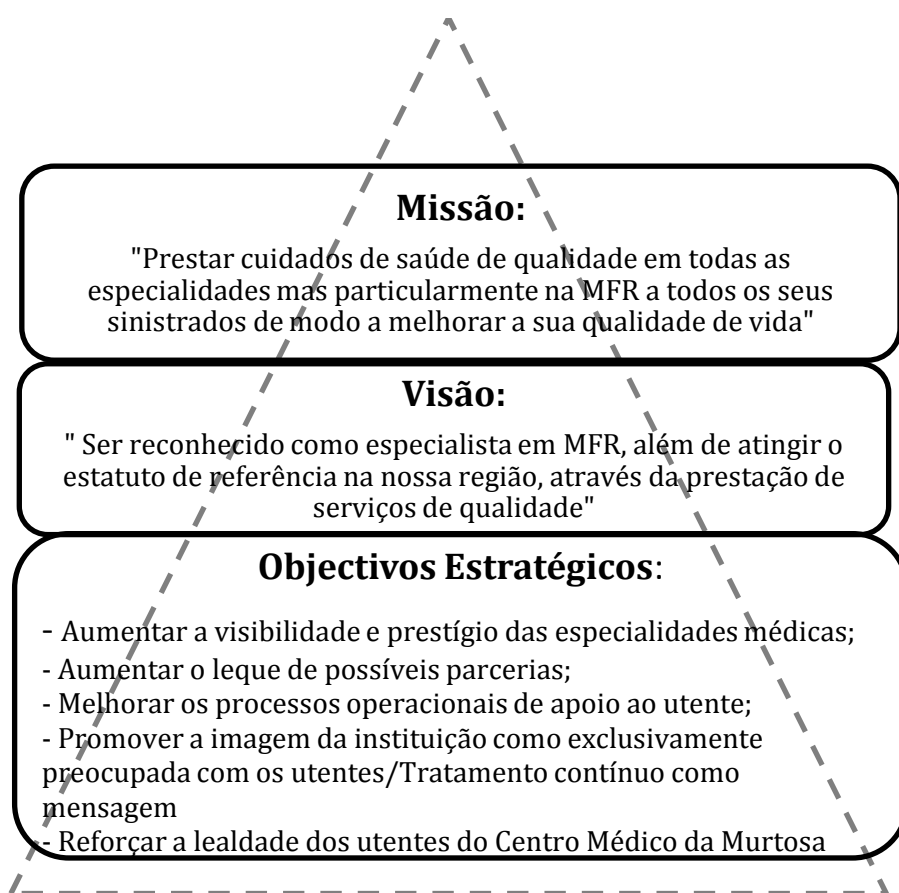 Missão:
"Prestar cuidados de saúde de qualidade em todas as
especialidades mas particularmente na MFR a todos os seus
sinistrados de modo a melhorar a sua qualidade de vida"
Visão:
" Ser reconhecido como especialista em MFR, além de atingir o
estatuto de referência na nossa região, através da prestação de
serviços de qualidade"
Objectivos Estratégicos:
- Aumentar a visibilidade e prestígio das especialidades médicas;
- Aumentar o leque de possíveis parcerias;
- Melhorar os processos operacionais de apoio ao utente;
- Promover a imagem da instituição como exclusivamente
preocupada com os utentes/Tratamento contínuo como
mensagem
- Reforçar a lealdade dos utentes do Centro Médico da Murtosa